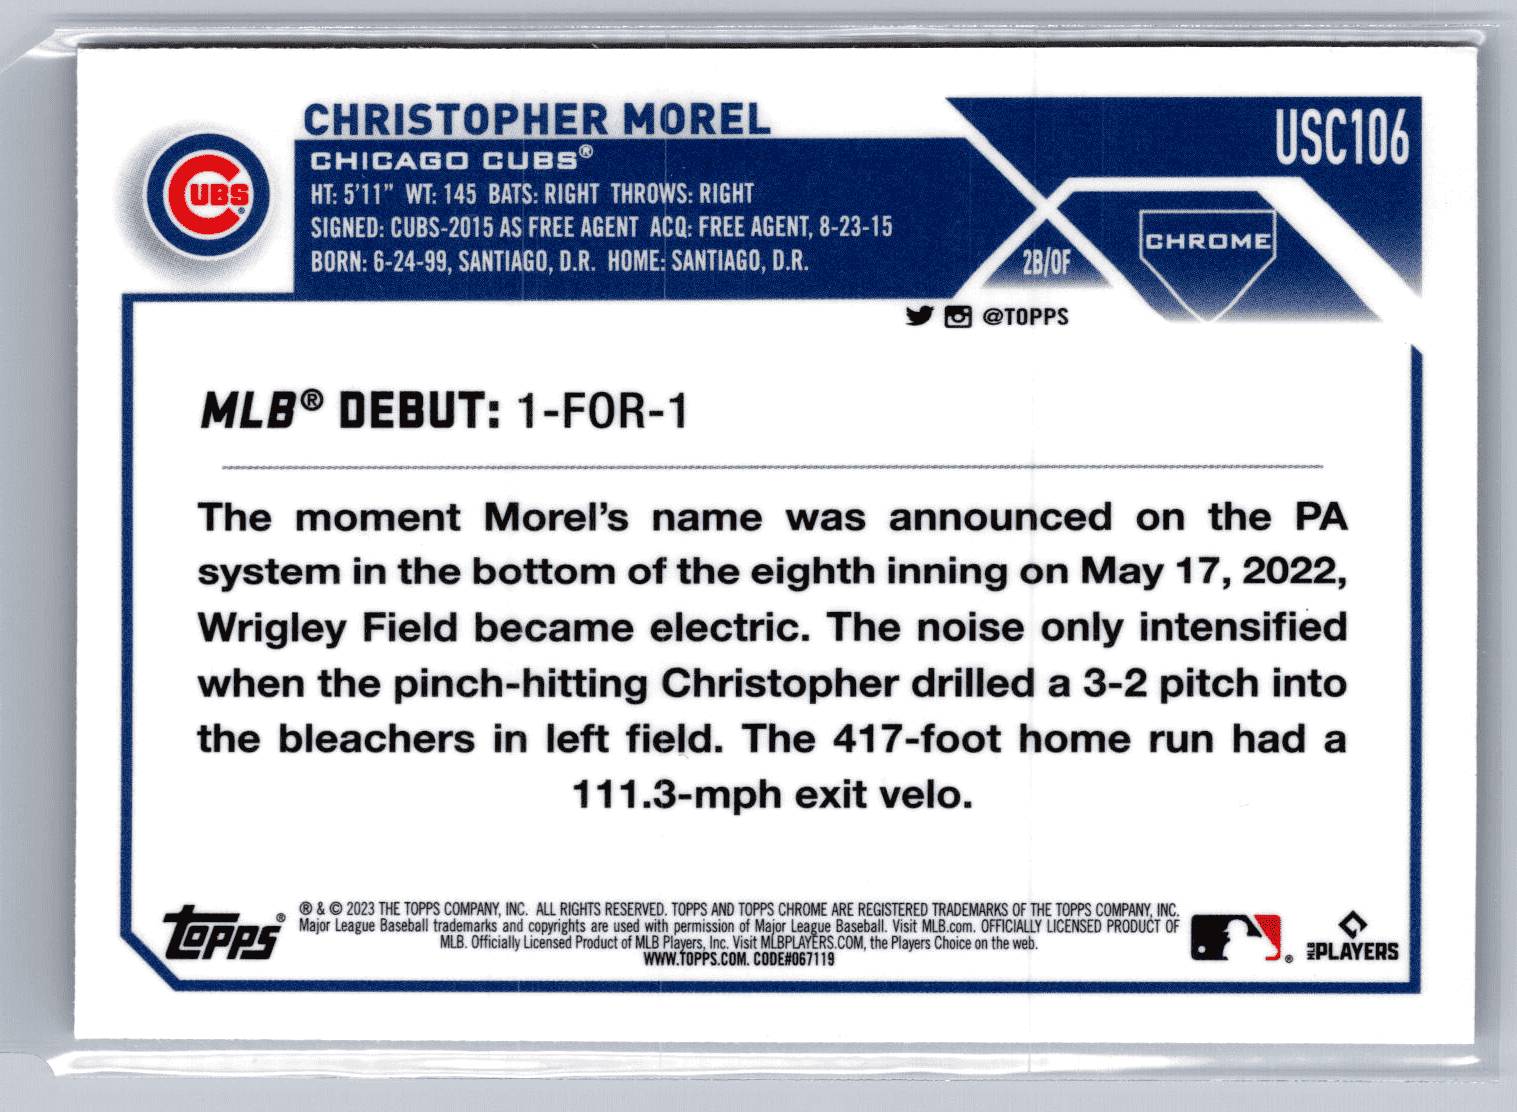 CHRISTOPHER MOREL
USC106
CUBS®
CHICAGO CUBS®
HT: 5'11" WT: 145 BATS: RIGHT THROWS: RIGHT
SIGNED: CUBS-2015 AS FREE AGENT ACQ: FREE AGENT, 8-23-15
BORN: 6-24-99, SANTIAGO, D.R. HOME: SANTIAGO, D.R.
2B/OF
CHROME
@TOPPS
MLB® DEBUT: 1-FOR-1
The moment Morel's name was announced on the PA
system in the bottom of the eighth inning on May 17, 2022,
Wrigley Field became electric. The noise only intensified
when the pinch-hitting Christopher drilled a 3-2 pitch into
the bleachers in left field. The 417-foot home run had a
111.3-mph exit velo.
topps®
® & © 2023 THE TOPPS COMPANY, INC. ALL RIGHTS RESERVED. TOPPS AND TOPPS CHROME ARE REGISTERED TRADEMARKS OF THE TOPPS COMPANY, INC.
Major League Baseball trademarks and copyrights are used with permission of Major League Baseball. Visit MLB.com. OFFICIALLY LICENSED PRODUCT OF
MLB. Officially Licensed Product of MLB Players, Inc. Visit MLBPLAYERS.COM, the Players Choice on the web.
WWW.TOPPS.COM. CODE#067119
®
MLB PLAYERS